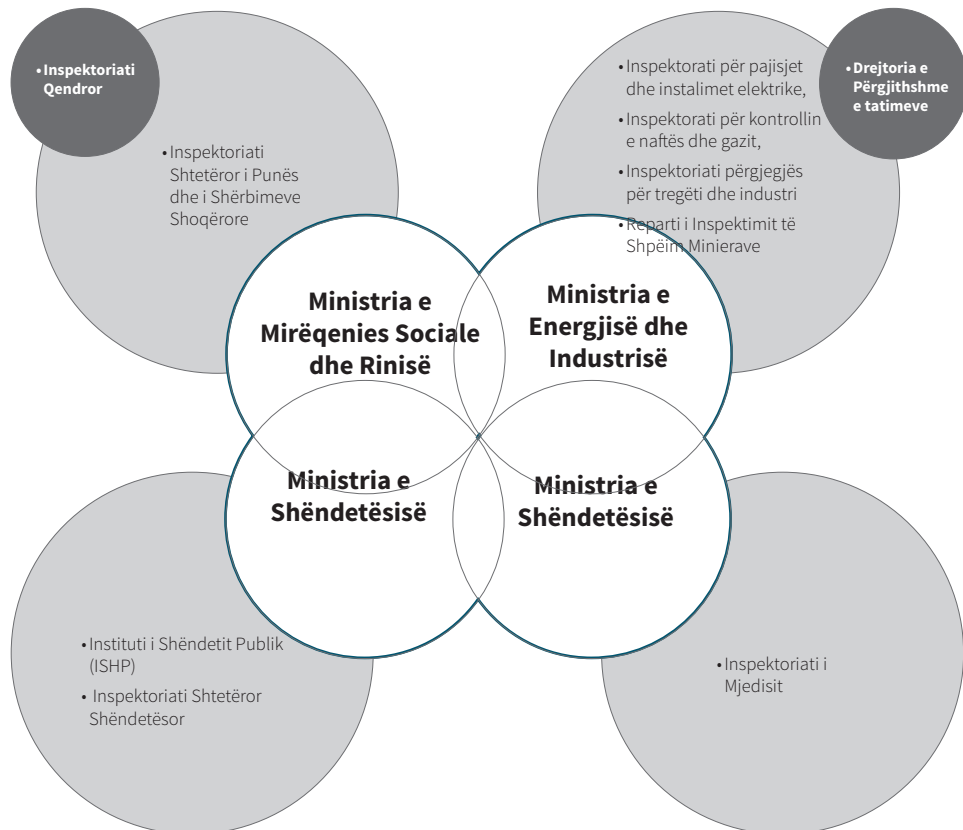 •Inspektoriati
Qendror
•Inspektoriati
Shtetëror i Punës
dhe i Shërbimeve
Shoqërore
•Inspektorati për pajisjet
dhe instalimet elektrike,
•Inspektorati për kontrollin
e naftës dhe gazit,
•Inspektoriati përgjegjës
për tregëti dhe industri
•Reparti i Inspektimit të
Shpëim Minierave
•Drejtoria e
Përgjithshme
e tatimeve
Ministria e
Mirëqenies Sociale
dhe Rinisë
Ministria e
Energjisë dhe
Industrisë
Ministria e
Shëndetësisë
Ministria e
Shëndetësisë
•Instituti i Shëndetit Publik
(ISHP)
• Inspektoriati Shtetëror
Shëndetësor
•Inspektoriati i
Mjedisit